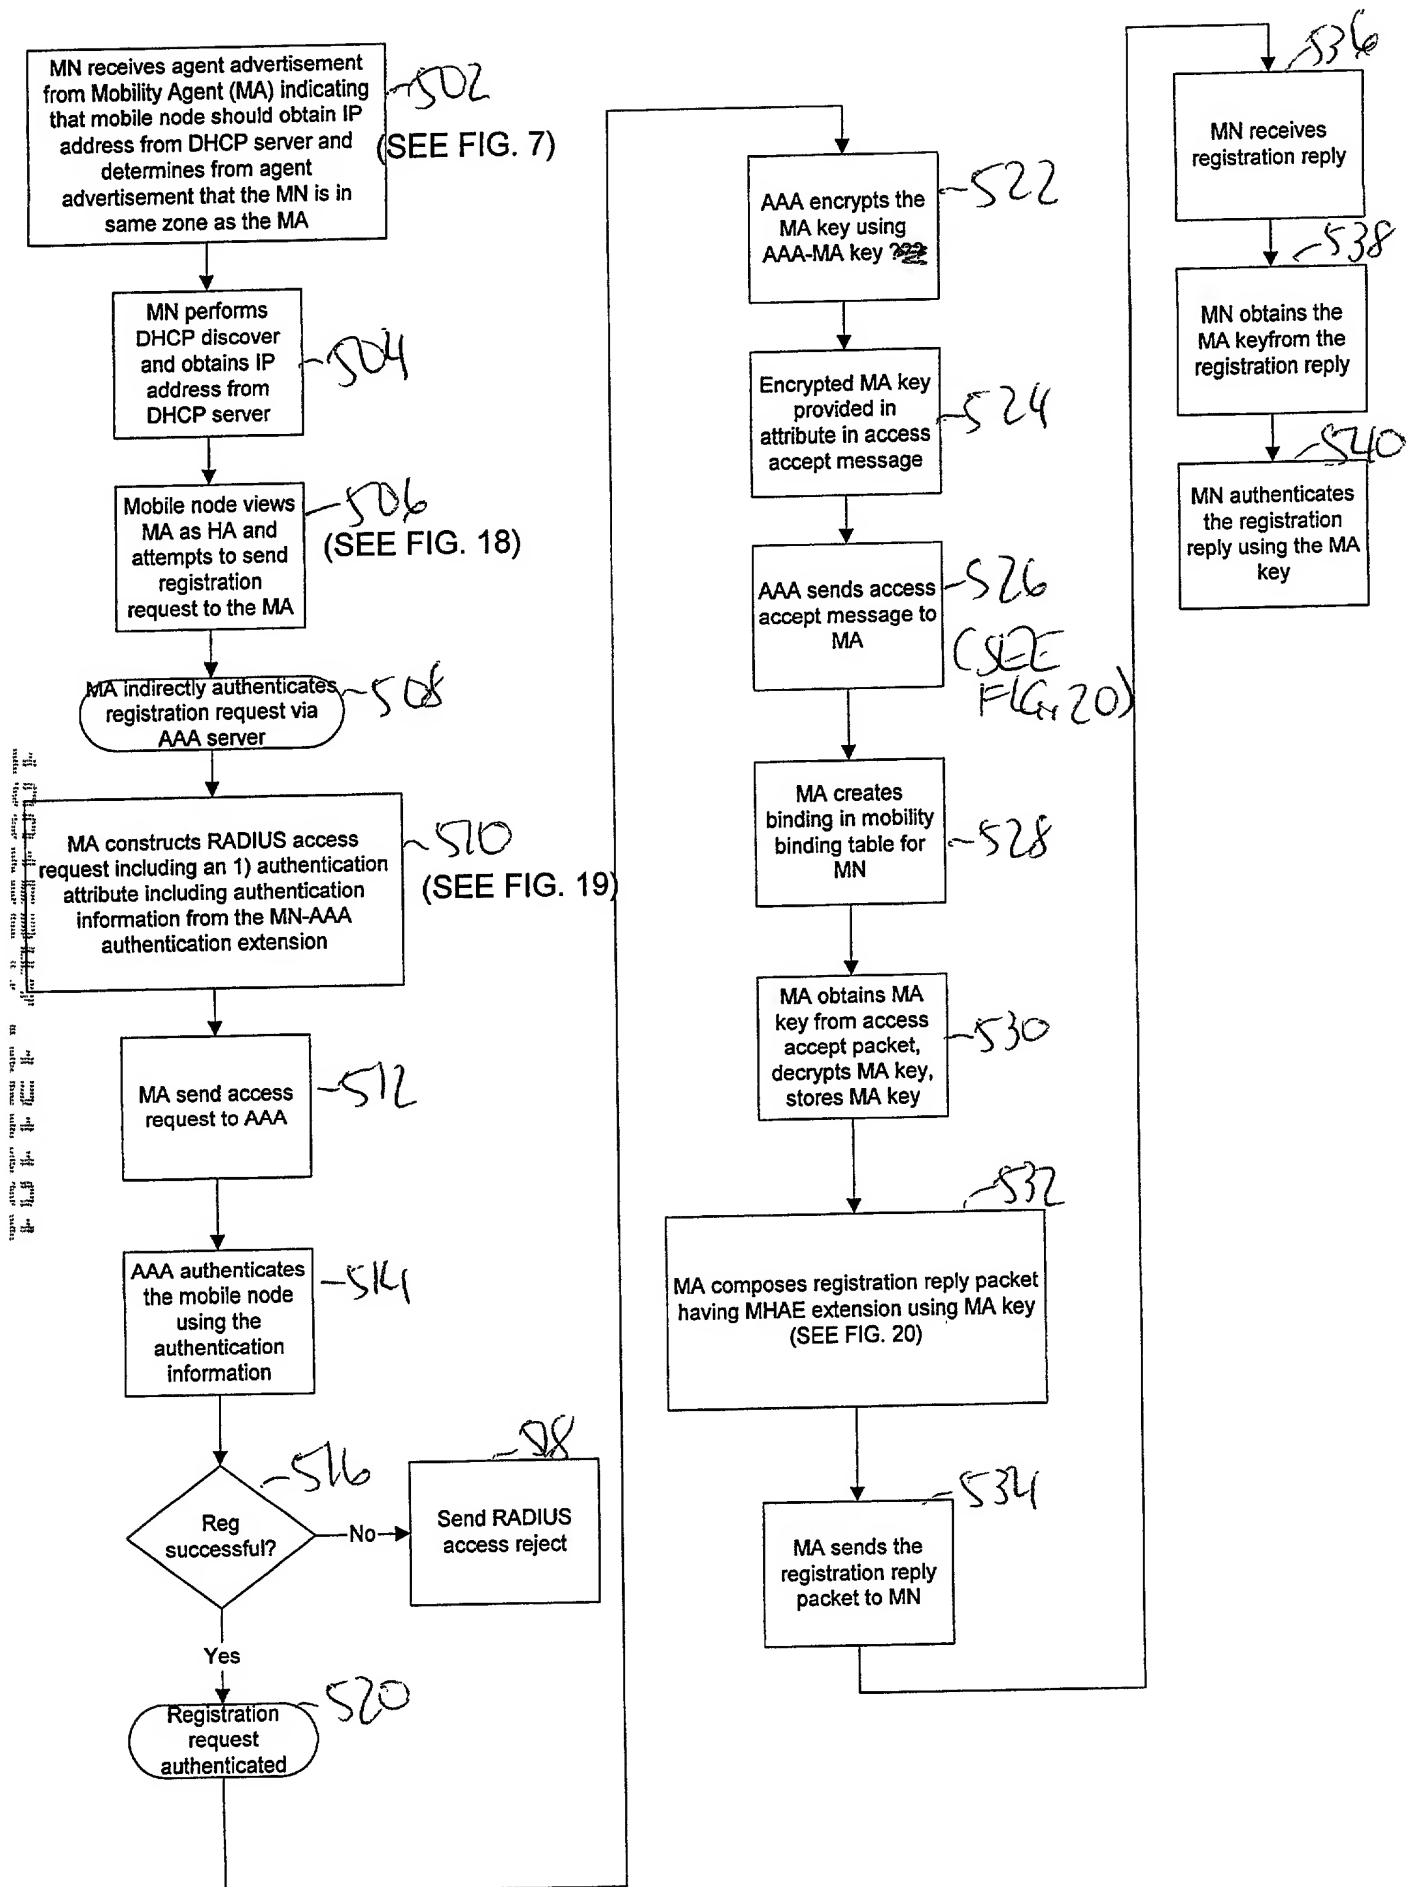 MN receives agent advertisement
from Mobility Agent (MA) indicating
that mobile node should obtain IP
address from DHCP server and
determines from agent
advertisement that the MN is in
same zone as the MA
502
(SEE FIG. 7)
MN performs
DHCP discover
and obtains IP
address from
DHCP server
504
Mobile node views
MA as HA and
attempts to send
registration
request to the MA
506
(SEE FIG. 18)
MA indirectly authenticates
registration request via
AAA server
508
MA constructs RADIUS access
request including an 1) authentication
attribute including authentication
information from the MN-AAA
authentication extension
510
(SEE FIG. 19)
MA send access
request to AAA
512
AAA authenticates
the mobile node
using the
authentication
information
514
Reg
successful?
516
No
Send RADIUS
access reject
518
Yes
Registration
request
authenticated
520
AAA encrypts the
MA key using
AAA-MA key
522
Encrypted MA key
provided in
attribute in access
accept message
524
AAA sends access
accept message to
MA
526
(SEE
FIG. 20)
MA creates
binding in mobility
binding table for
MN
528
MA obtains MA
key from access
accept packet,
decrypts MA key,
stores MA key
530
532
MA composes registration reply packet
having MHAE extension using MA key
(SEE FIG. 20)
534
MA sends the
registration reply
packet to MN
536
MN receives
registration reply
538
MN obtains the
MA keyfrom the
registration reply
540
MN authenticates
the registration
reply using the MA
key